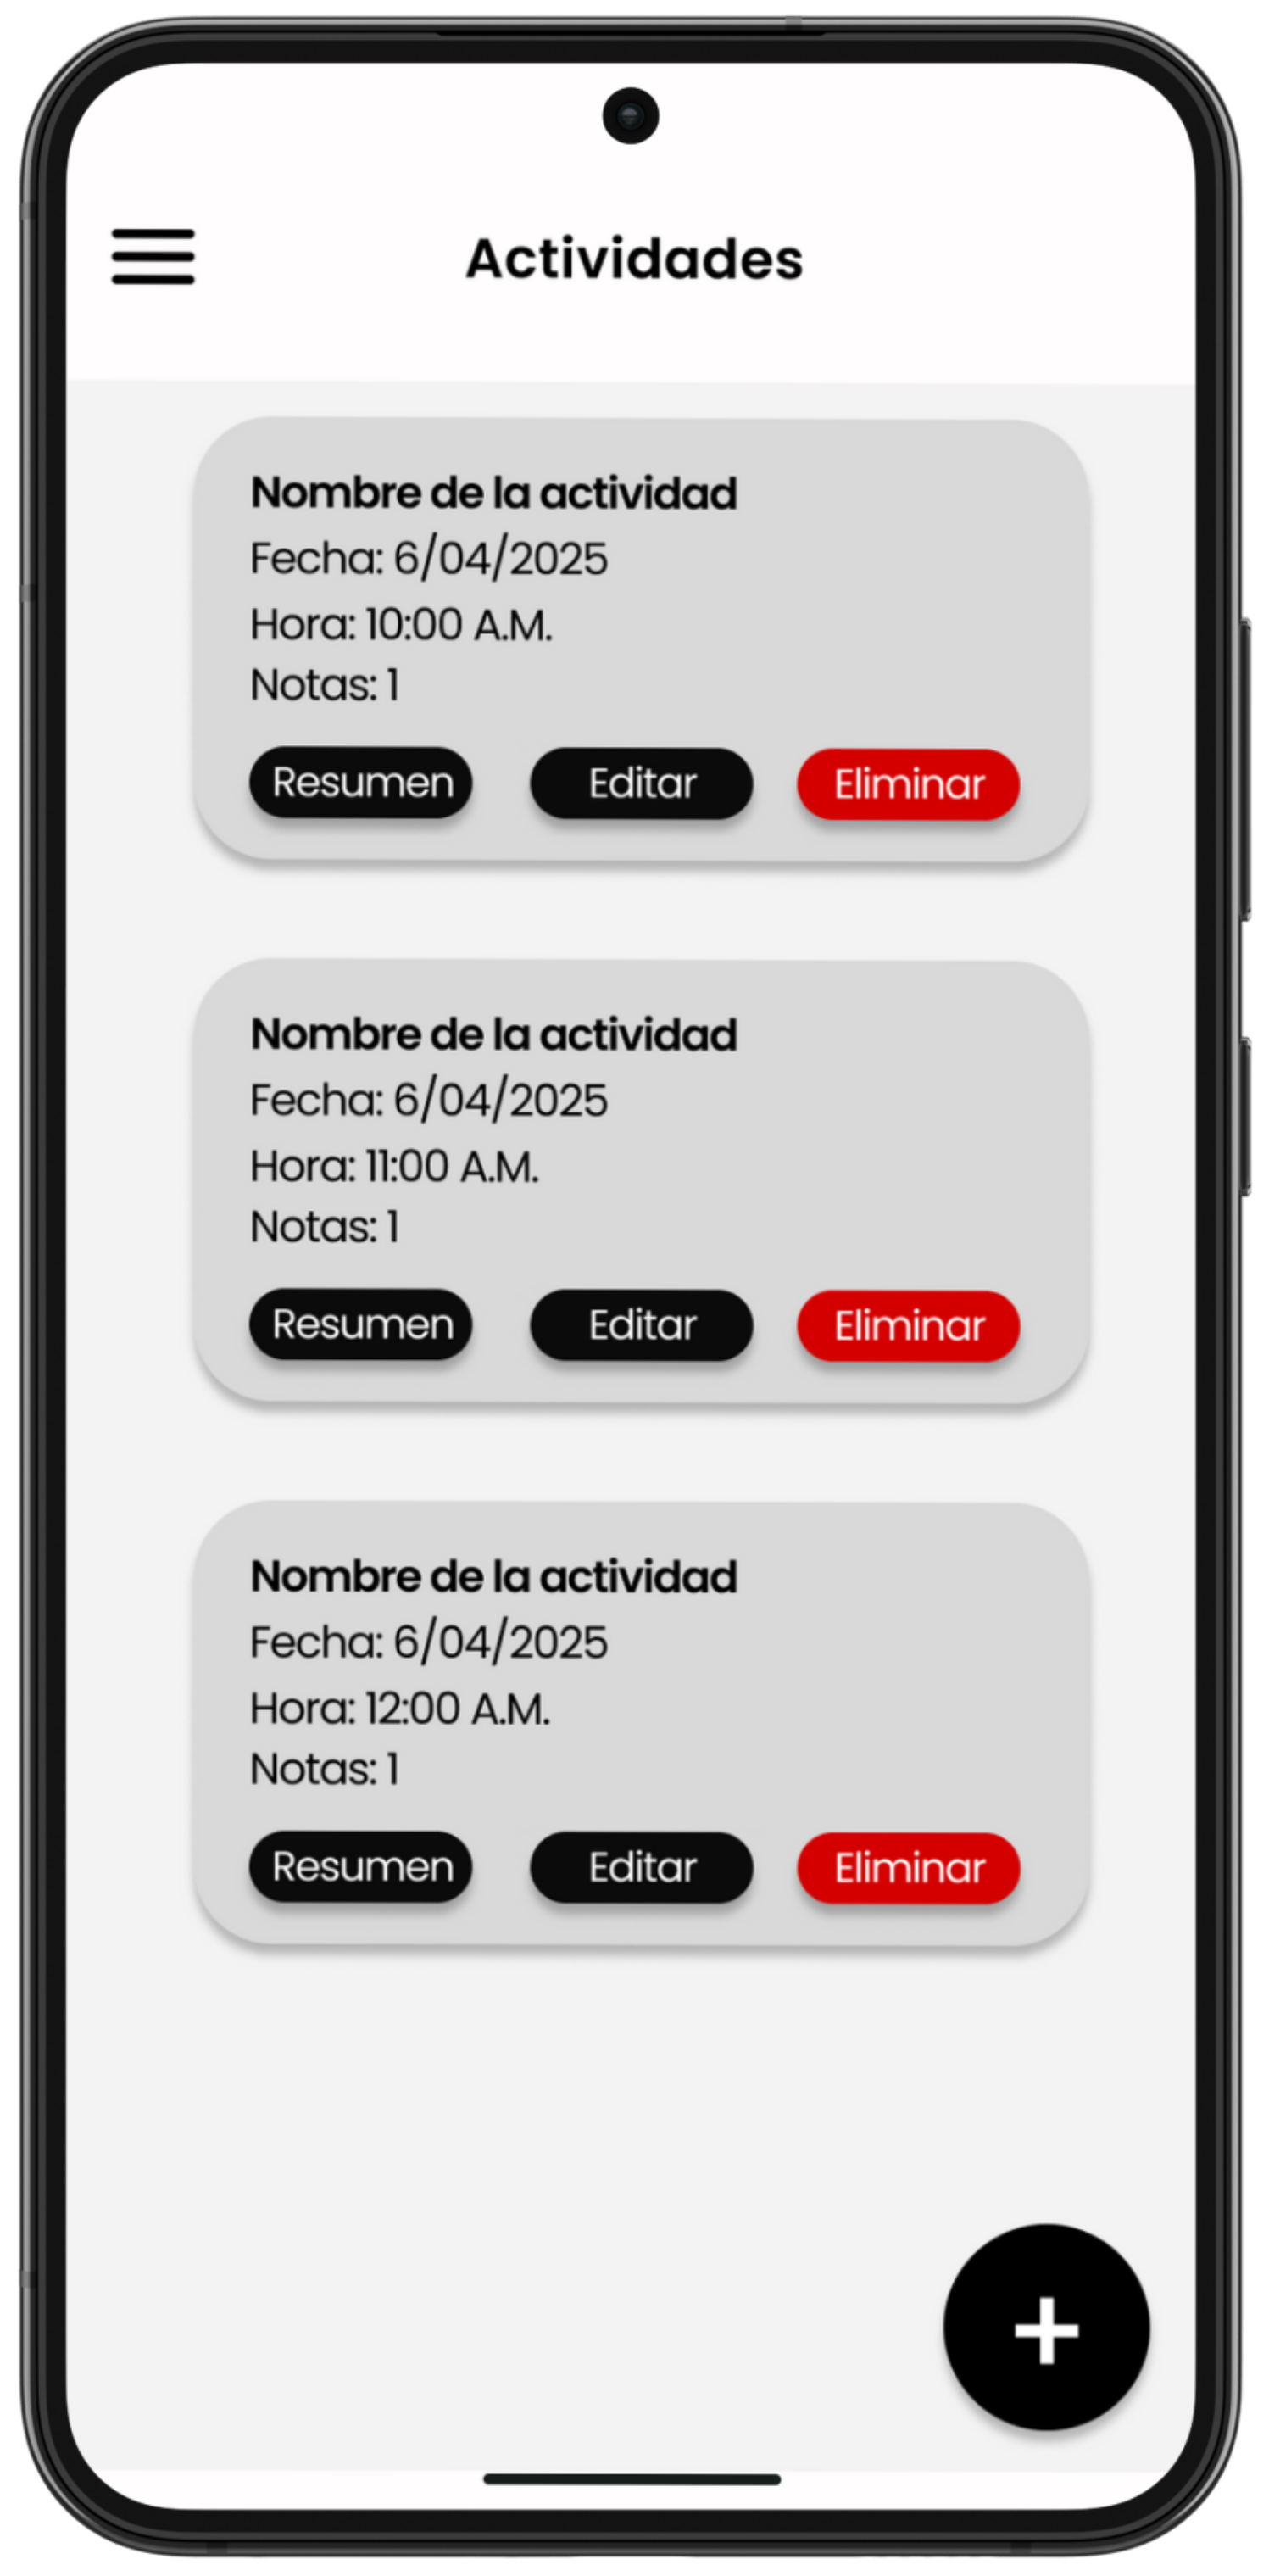 Actividades
Nombre de la actividad
Fecha: 6/04/2025
Hora: 10:00 A.M.
Notas: 1
Resumen Editar Eliminar
Nombre de la actividad
Fecha: 6/04/2025
Hora: 11:00 A.M.
Notas: 1
Resumen Editar Eliminar
Nombre de la actividad
Fecha: 6/04/2025
Hora: 12:00 A.M.
Notas: 1
Resumen Editar Eliminar
+